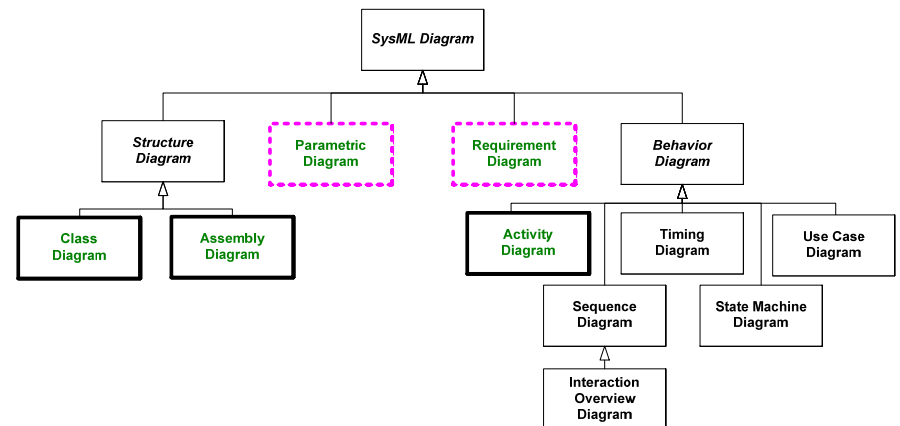 SysML Diagram
Structure
Diagram
Parametric
Diagram
Requirement
Diagram
Behavior
Diagram
Class
Diagram
Assembly
Diagram
Activity
Diagram
Timing
Diagram
Use Case
Diagram
Sequence
Diagram
State Machine
Diagram
Interaction
Overview
Diagram